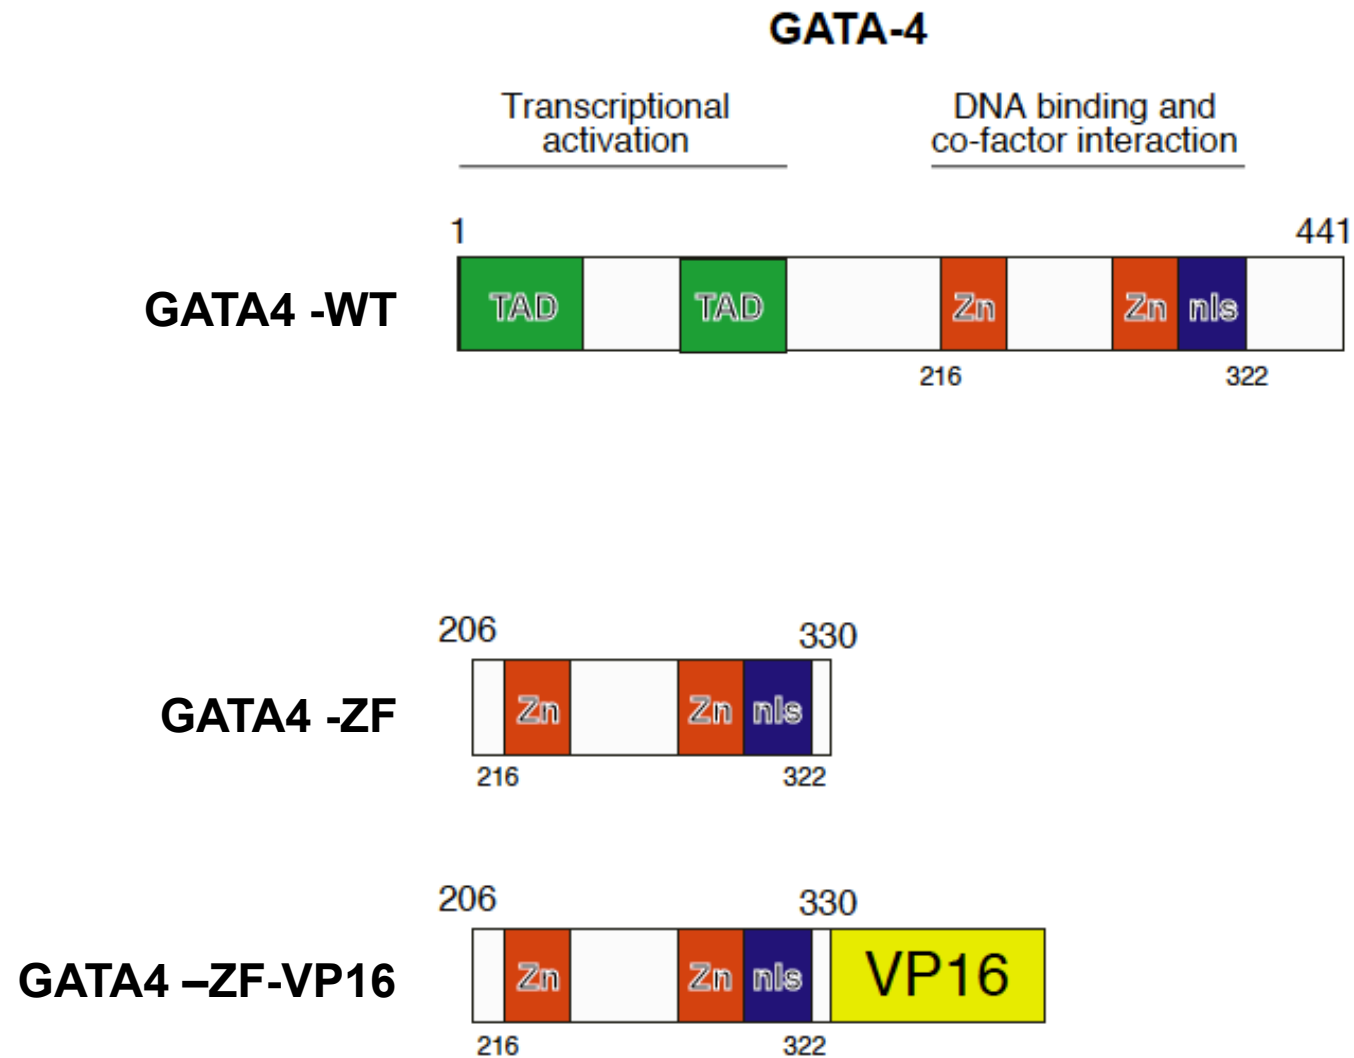 GATA-4
Transcriptional
activation
DNA binding and
co-factor interaction
1
441
GATA4 -WT
TAD
TAD
Zn
Zn
nls
216
322
206
330
GATA4 -ZF
Zn
Zn
nls
216
322
206
330
GATA4 –ZF-VP16
Zn
Zn
nls
VP16
216
322